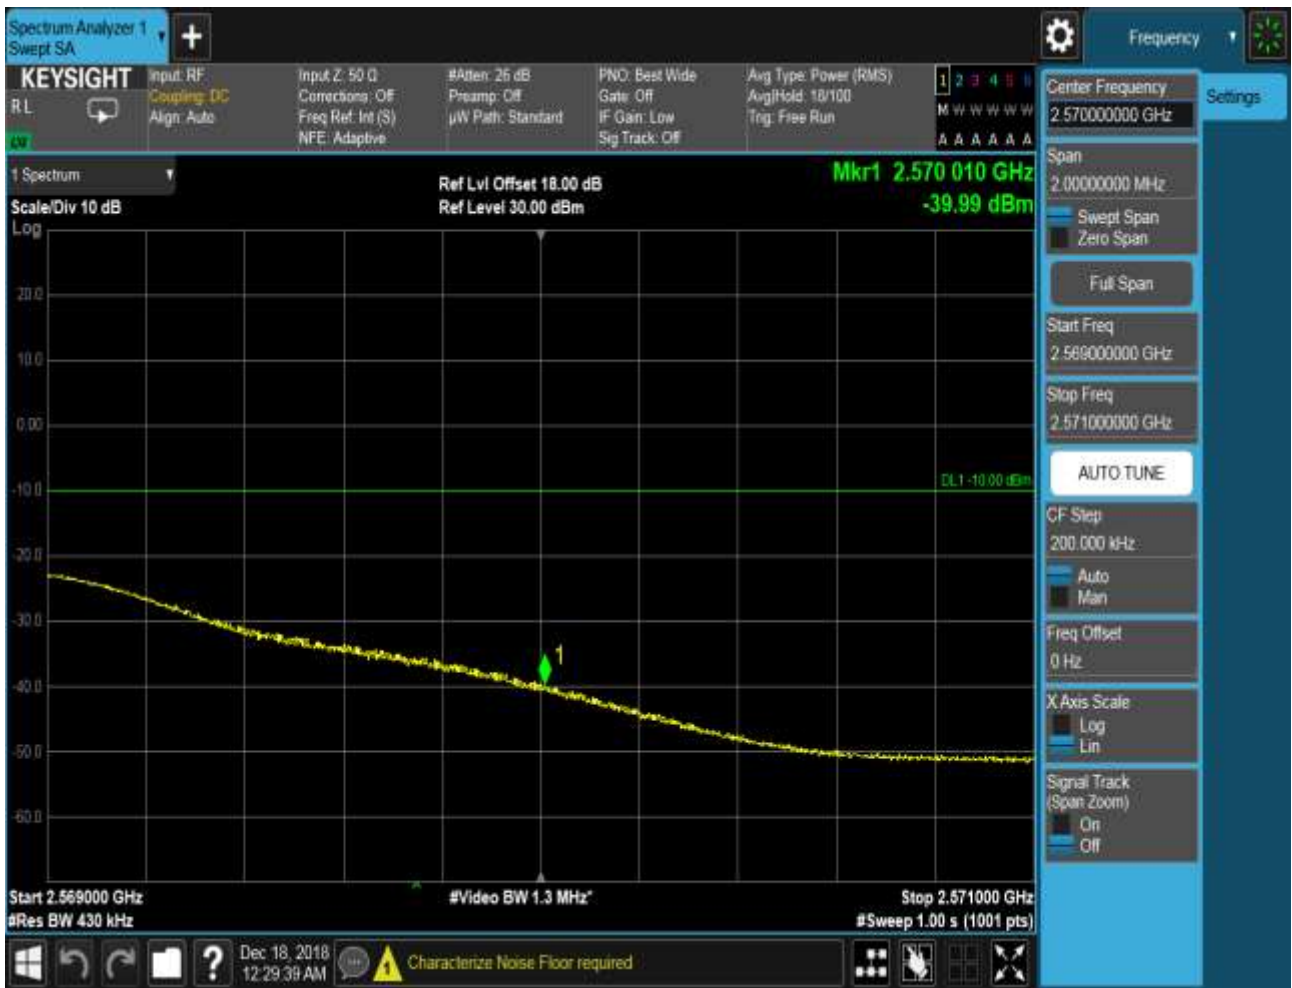 Spectrum Analyzer 1
Swept SA
Frequency
KEYSIGHT
R L
Input: RF
Coupling: DC
Align: Auto
Input Z: 50 Ω
Corrections: Off
Freq Ref: Int (S)
NFE: Adaptive
#Atten: 26 dB
Preamp: Off
µW Path: Standard
PNO: Best Wide
Gate: Off
IF Gain: Low
Sig Track: Off
Avg Type: Power (RMS)
Avg|Hold: 18/100
Trig: Free Run
1 2 3 4 5 6
M W W W W W
A A A A A A
1 Spectrum
Scale/Div 10 dB
Log
Ref Lvl Offset 18.00 dB
Ref Level 30.00 dBm
Mkr1 2.570 010 GHz
-39.99 dBm
20.0
10.0
0.00
-10.0
-20.0
-30.0
-40.0
-50.0
-60.0
DL1 -10.00 dBm
1
Start 2.569000 GHz
#Res BW 430 kHz
#Video BW 1.3 MHz*
Stop 2.571000 GHz
#Sweep 1.00 s (1001 pts)
Center Frequency
2.570000000 GHz
Settings
Span
2.00000000 MHz
Swept Span
Zero Span
Full Span
Start Freq
2.569000000 GHz
Stop Freq
2.571000000 GHz
AUTO TUNE
CF Step
200.000 kHz
Auto
Man
Freq Offset
0 Hz
X Axis Scale
Log
Lin
Signal Track
(Span Zoom)
On
Off
?
Dec 18, 2018
12:29:39 AM
1
Characterize Noise Floor required